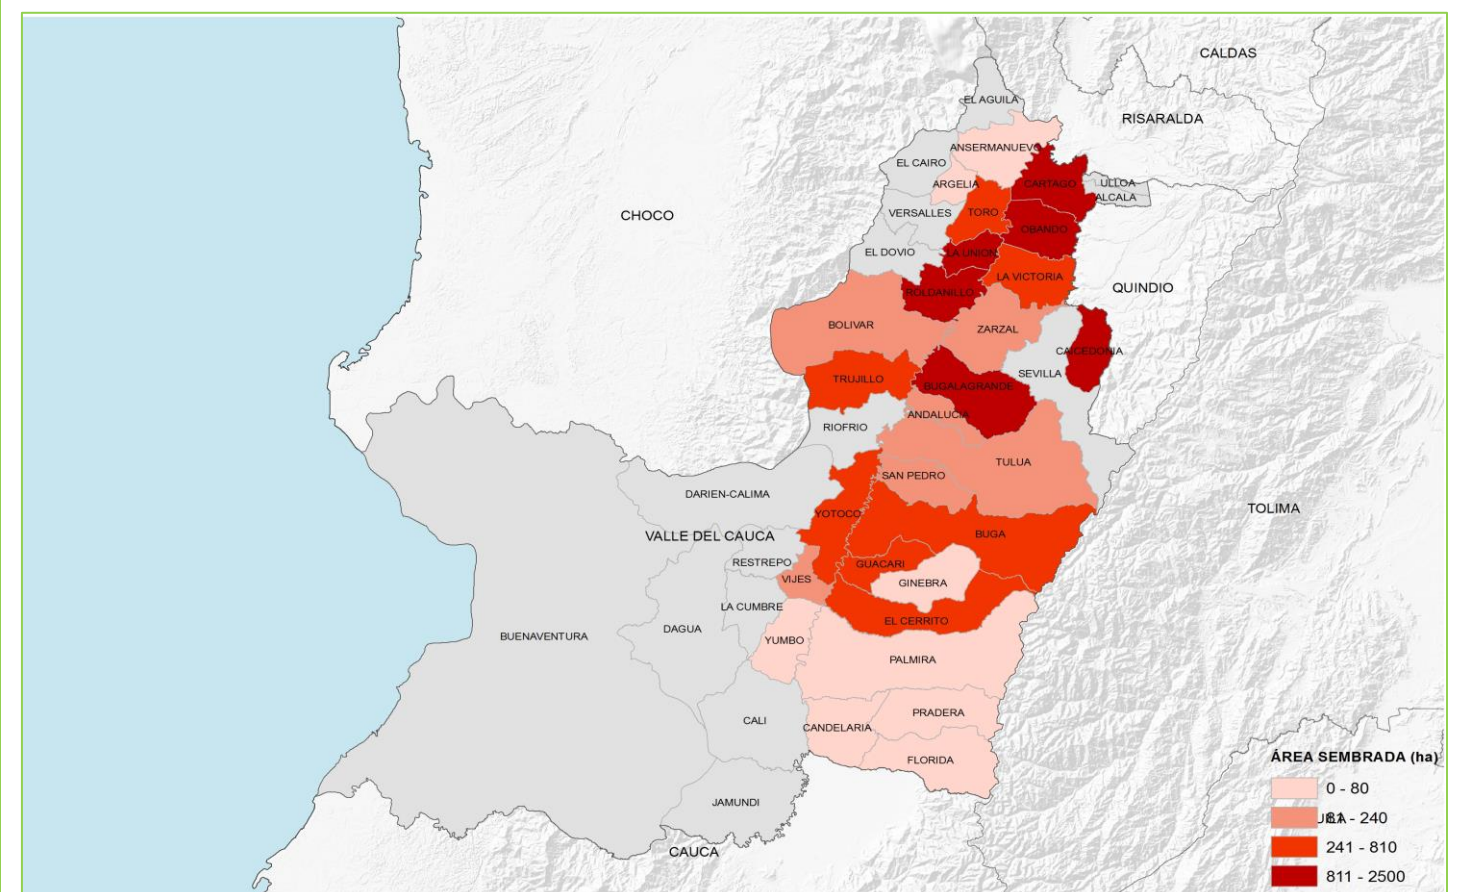 CALDAS
EL AGUILA
RISARALDA
ANSERMANUEVO
EL CAIRO
ARGELIA
CARTAGO
ULLOA
ALCALA
CHOCO
VERSALLES
TORO
OBANDO
EL DOVIO
LA UNION
LA VICTORIA
QUINDIO
ROLDANILLO
BOLIVAR
ZARZAL
CAICEDONIA
SEVILLA
TRUJILLO
BUGALAGRANDE
ANDALUCIA
RIOFRIO
TULUA
SAN PEDRO
DARIEN-CALIMA
TOLIMA
YOTOCO
VALLE DEL CAUCA
BUGA
RESTREPO
GUACARI
VIJES
GINEBRA
LA CUMBRE
EL CERRITO
DAGUA
BUENAVENTURA
YUMBO
PALMIRA
PRADERA
CALI
CANDELARIA
FLORIDA
JAMUNDI
CAUCA
ÁREA SEMBRADA (ha)
0 - 80
81 - 240
241 - 810
811 - 2500